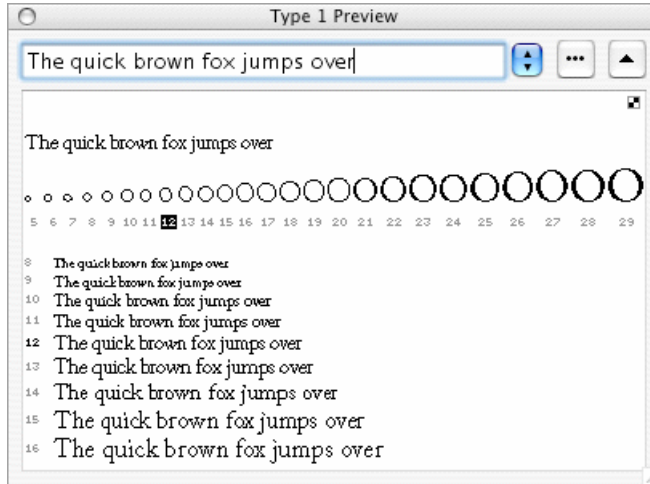 Type 1 Preview
The quick brown fox jumps over
The quick brown fox jumps over
5 6 7 8 9 10 11 12 13 14 15 16 17 18 19 20 21 22 23 24 25 26 27 28 29
8 The quick brown fox jumps over
9 The quick brown fox jumps over
10 The quick brown fox jumps over
11 The quick brown fox jumps over
12 The quick brown fox jumps over
13 The quick brown fox jumps over
14 The quick brown fox jumps over
15 The quick brown fox jumps over
16 The quick brown fox jumps over